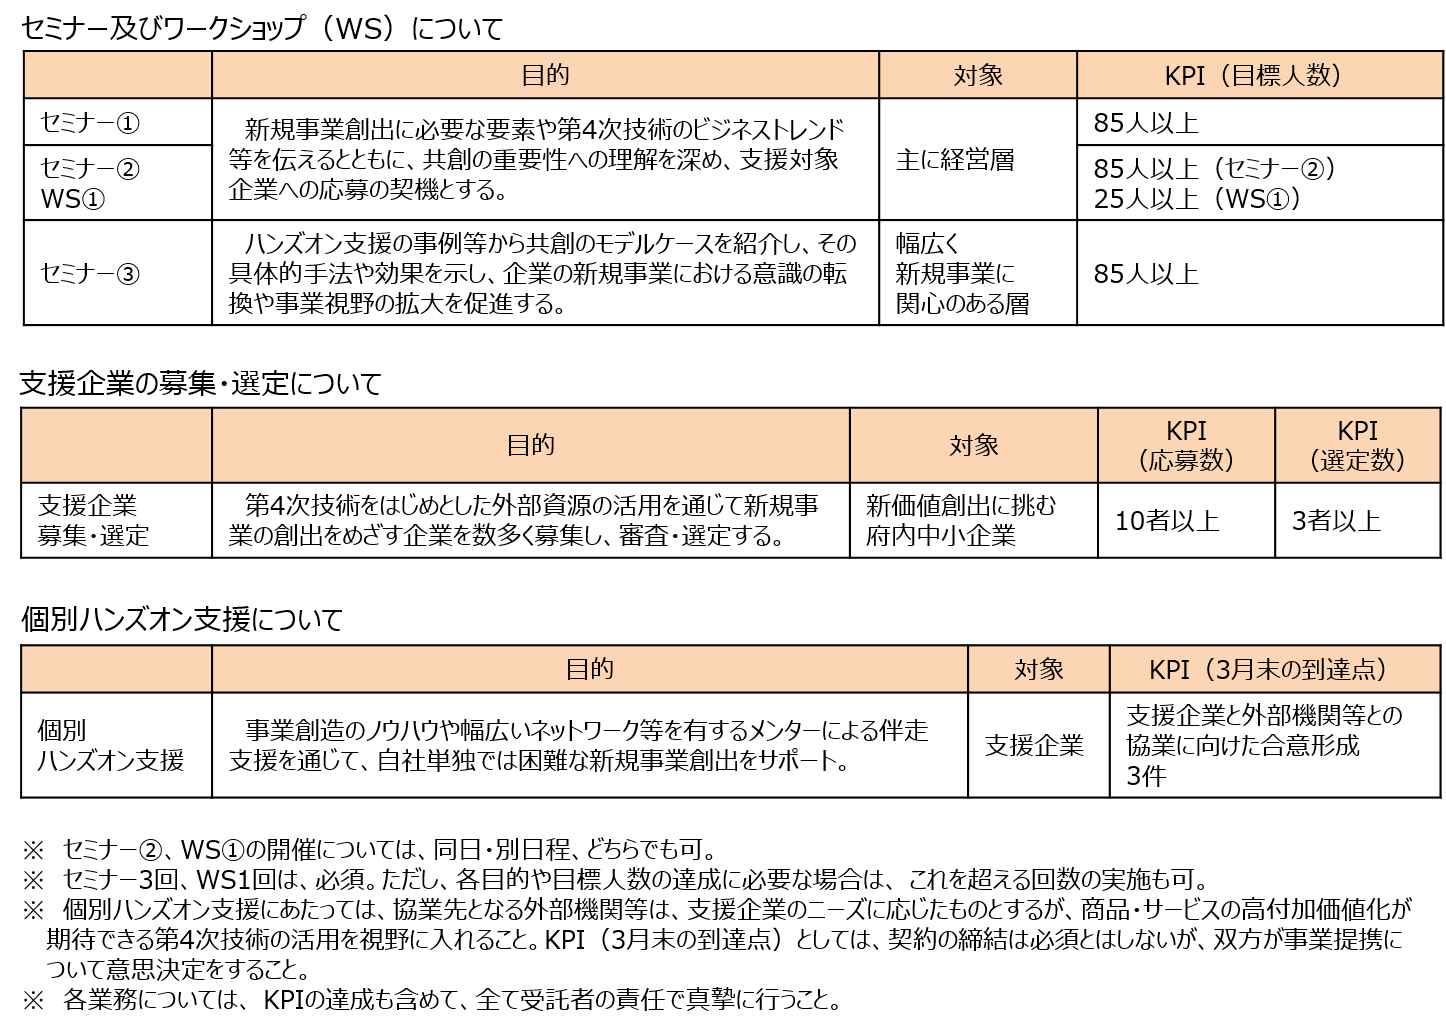 セミナー及びワークショップ（WS）について
目的
対象
KPI（目標人数）
セミナー①
新規事業創出に必要な要素や第4次技術のビジネストレンド
等を伝えるとともに、共創の重要性への理解を深め、支援対象
企業への応募の契機とする。
主に経営層
85人以上
セミナー②
WS①
85人以上（セミナー②）
25人以上（WS①）
セミナー③
ハンズオン支援の事例等から共創のモデルケースを紹介し、その
具体的手法や効果を示し、企業の新規事業における意識の転
換や事業視野の拡大を促進する。
幅広く
新規事業に
関心のある層
85人以上
支援企業の募集・選定について
目的
対象
KPI
（応募数）
KPI
（選定数）
支援企業
募集・選定
第4次技術をはじめとした外部資源の活用を通じて新規事
業の創出をめざす企業を数多く募集し、審査・選定する。
新価値創出に挑む
府内中小企業
10者以上
3者以上
個別ハンズオン支援について
目的
対象
KPI（3月末の到達点）
個別
ハンズオン支援
事業創造のノウハウや幅広いネットワーク等を有するメンターによる伴走
支援を通じて、自社単独では困難な新規事業創出をサポート。
支援企業
支援企業と外部機関等との
協業に向けた合意形成
3件
※　セミナー②、WS①の開催については、同日・別日程、どちらでも可。
※　セミナー3回、WS1回は、必須。ただし、各目的や目標人数の達成に必要な場合は、これを超える回数の実施も可。
※　個別ハンズオン支援にあたっては、協業先となる外部機関等は、支援企業のニーズに応じたものとするが、商品・サービスの高付加価値化が
期待できる第4次技術の活用を視野に入れること。KPI（3月末の到達点）としては、契約の締結は必須とはしないが、双方が事業提携に
ついて意思決定をすること。
※　各業務については、KPIの達成も含めて、全て受託者の責任で真摯に行うこと。